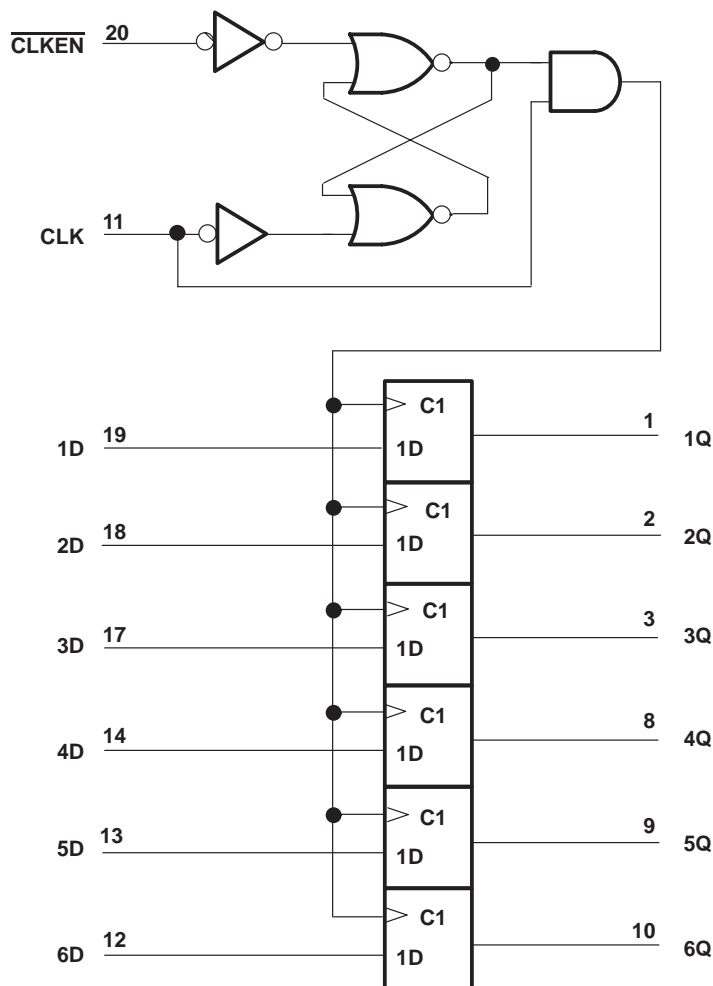 CLKEN 20
CLK 11
C1
1D 19 1D 1 1Q
C1
2D 18 1D 2 2Q
C1
3D 17 1D 3 3Q
C1
4D 14 1D 8 4Q
C1
5D 13 1D 9 5Q
C1
6D 12 1D 10 6Q